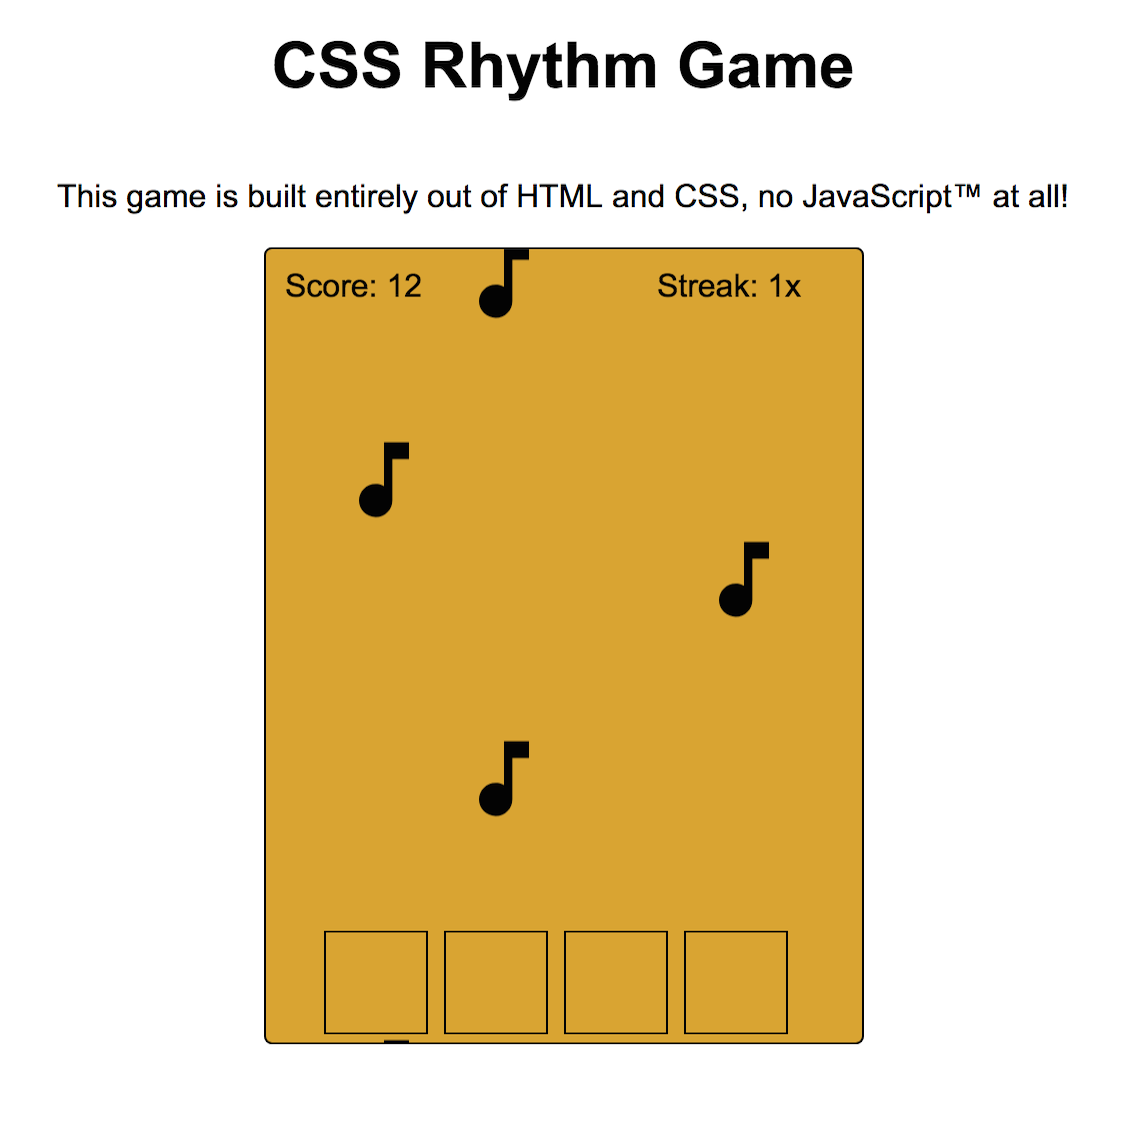 CSS Rhythm Game
This game is built entirely out of HTML and CSS, no JavaScript™ at all!
Score: 12 Streak: 1x